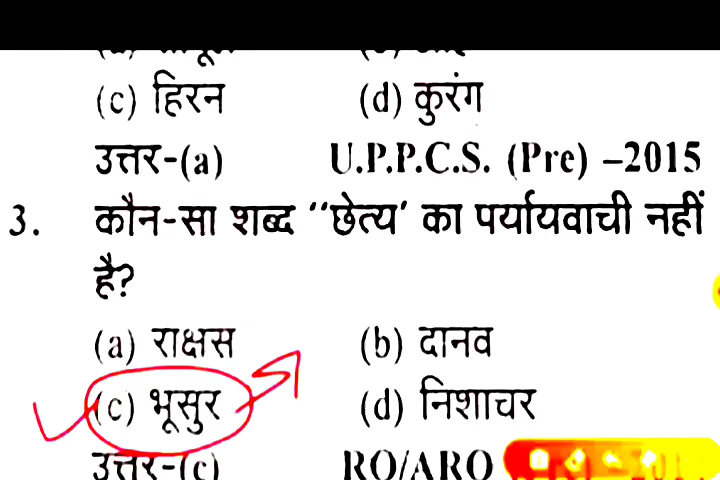 (c) हिरन (d) कुरंग
उत्तर-(a) U.P.P.C.S. (Pre) –2015
3. कौन-सा शब्द ''छेत्य' का पर्यायवाची नहीं
है?
(a) राक्षस (b) दानव
(c) भूसुर (d) निशाचर
उत्तर-(c) RO/ARO